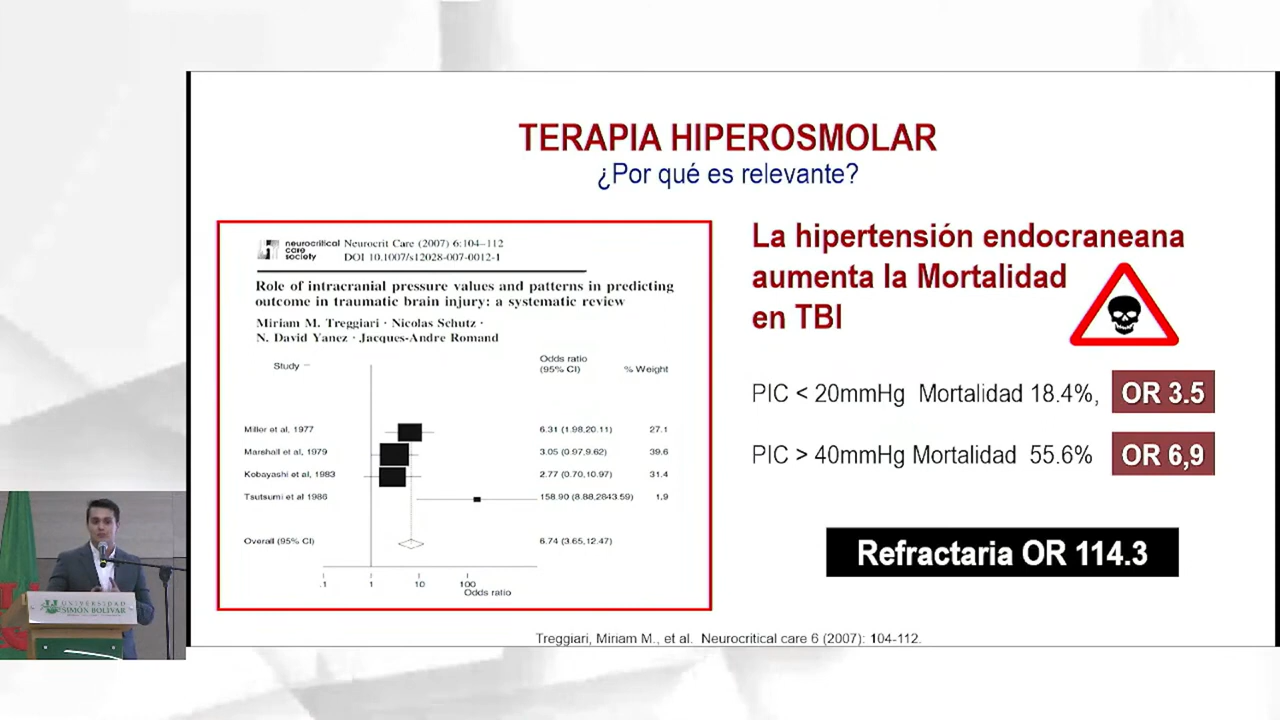 TERAPIA HIPEROSMOLAR
¿Por qué es relevante?
neurocritical
care
society
Neurocrit Care (2007) 6:104–112
DOI 10.1007/s12028-007-0012-1
Role of intracranial pressure values and patterns in predicting
outcome in traumatic brain injury: a systematic review
Miriam M. Treggiari · Nicolas Schutz ·
N. David Yanez · Jacques-Andre Romand
Study
Odds ratio
(95% CI)
% Weight
Miller et al, 1977 6.31 (1.98,20.11) 27.1
Marshall et al, 1979 3.05 (0.97,9.62) 39.6
Kobayashi et al, 1983 2.77 (0.70,10.97) 31.4
Tsutsumi et al 1986 158.90 (8.88,2843.59) 1.9
Overall (95% CI) 6.74 (3.65,12.47)
.1 1 10 100
Odds ratio
La hipertensión endocraneana
aumenta la Mortalidad
en TBI
PIC < 20mmHg Mortalidad 18.4%, OR 3.5
PIC > 40mmHg Mortalidad 55.6% OR 6,9
Refractaria OR 114.3
Treggiari, Miriam M., et al. Neurocritical care 6 (2007): 104-112.
UNIVERSIDAD
SIMÓN BOLÍVAR